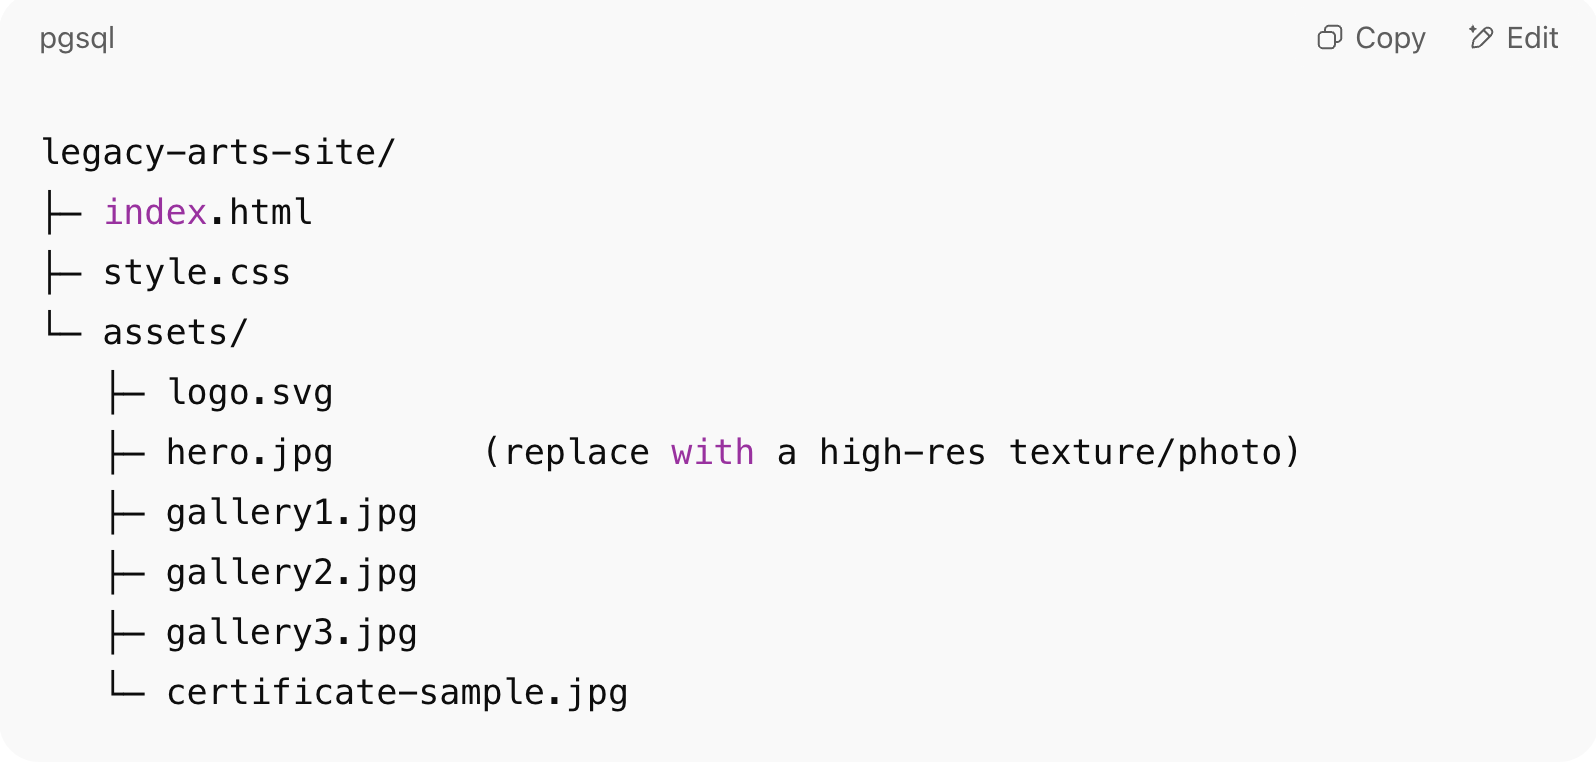 pgsql
Copy
Edit
legacy-arts-site/
├─ index.html
├─ style.css
└─ assets/
   ├─ logo.svg
   ├─ hero.jpg       (replace with a high-res texture/photo)
   ├─ gallery1.jpg
   ├─ gallery2.jpg
   ├─ gallery3.jpg
   └─ certificate-sample.jpg